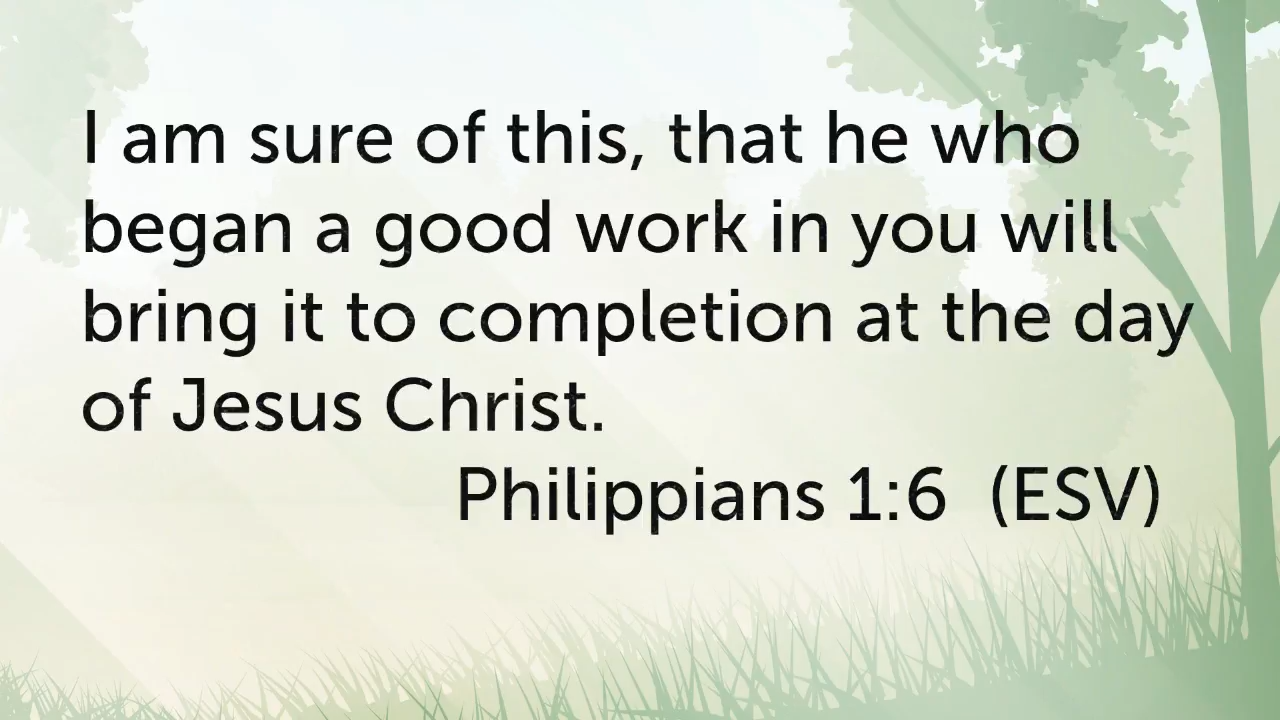 I am sure of this, that he who
began a good work in you will
bring it to completion at the day
of Jesus Christ.
Philippians 1:6 (ESV)